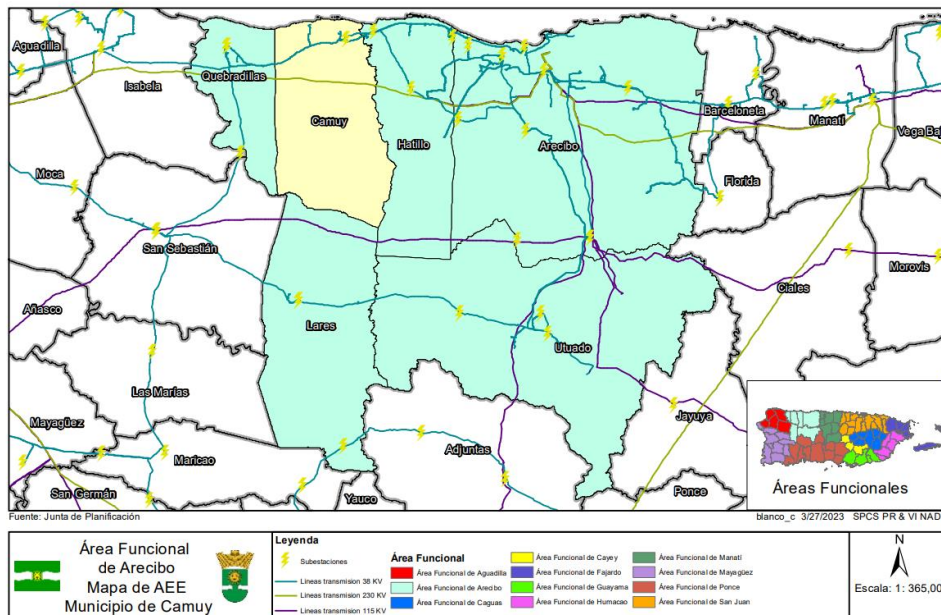 Aguadilla
Isabela
Quebradillas
Camuy
Hatillo
Arecibo
Barceloneta
Manatí
Vega Ba
Florida
Moca
San Sebastián
Añasco
Lares
Utuado
Ciales
Morovis
Las Marías
Mayagüez
Maricao
San Germán
Yauco
Adjuntas
Jayuya
Ponce
Áreas Funcionales
Fuente: Junta de Planificación
blanco_c 3/27/2023 SPCS PR & VI NAD
Área Funcional
de Arecibo
Mapa de AEE
Municipio de Camuy
Leyenda
Subestaciones
Lineas transmision 38 KV
Lineas transmision 230 KV
Lineas transmision 115 KV
Área Funcional
Área Funcional de Aguadilla
Área Funcional de Arecibo
Área Funcional de Caguas
Área Funcional de Cayey
Área Funcional de Fajardo
Área Funcional de Guayama
Área Funcional de Humacao
Área Funcional de Manatí
Área Funcional de Mayagüez
Área Funcional de Ponce
Área Funcional de San Juan
N
Escala: 1: 365,00